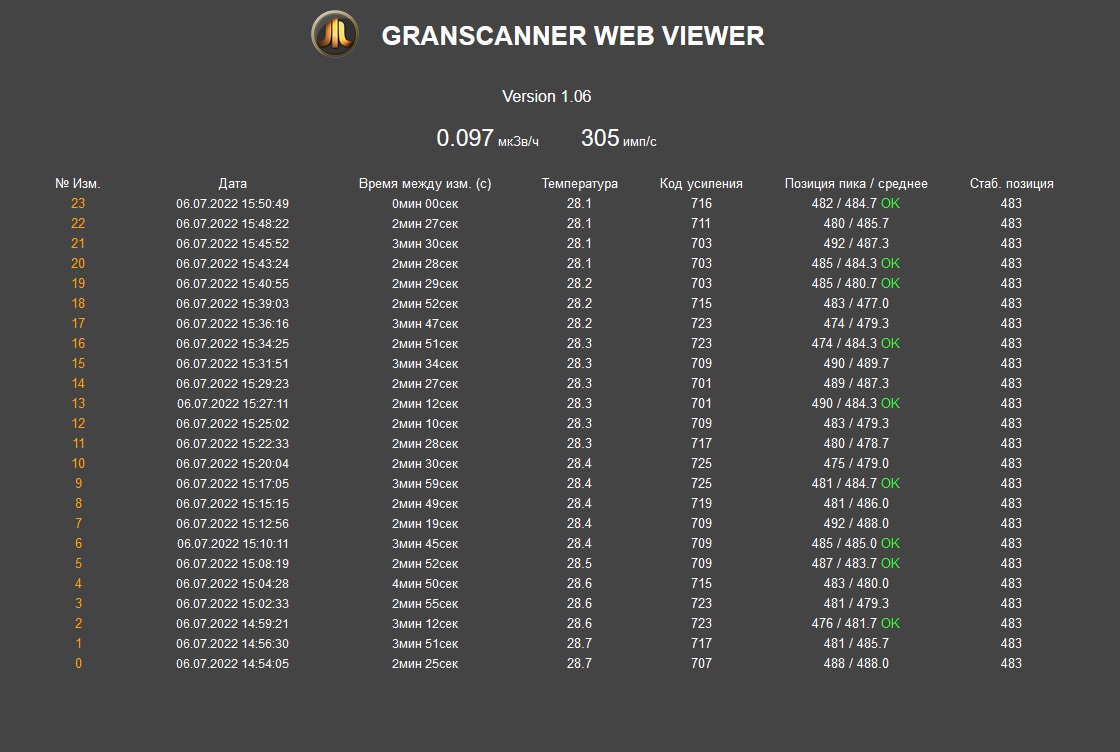 GRANSCANNER WEB VIEWER
Version 1.06
0.097 мкЗв/ч 305 имп/с
№ Изм. Дата Время между изм. (с) Температура Код усиления Позиция пика / среднее Стаб. позиция
23 06.07.2022 15:50:49 0мин 00сек 28.1 716 482 / 484.7 OK 483
22 06.07.2022 15:48:22 2мин 27сек 28.1 711 480 / 485.7 483
21 06.07.2022 15:45:52 3мин 30сек 28.1 703 492 / 487.3 483
20 06.07.2022 15:43:24 2мин 28сек 28.1 703 485 / 484.3 OK 483
19 06.07.2022 15:40:55 2мин 29сек 28.2 703 485 / 480.7 OK 483
18 06.07.2022 15:39:03 2мин 52сек 28.2 715 483 / 477.0 483
17 06.07.2022 15:36:16 3мин 47сек 28.2 723 474 / 479.3 483
16 06.07.2022 15:34:25 2мин 51сек 28.3 723 474 / 484.3 OK 483
15 06.07.2022 15:31:51 3мин 34сек 28.3 709 490 / 489.7 483
14 06.07.2022 15:29:23 2мин 27сек 28.3 701 489 / 487.3 483
13 06.07.2022 15:27:11 2мин 12сек 28.3 701 490 / 484.3 OK 483
12 06.07.2022 15:25:02 2мин 10сек 28.3 709 483 / 479.3 483
11 06.07.2022 15:22:33 2мин 28сек 28.3 717 480 / 478.7 483
10 06.07.2022 15:20:04 2мин 30сек 28.4 725 475 / 479.0 483
9 06.07.2022 15:17:05 3мин 59сек 28.4 725 481 / 484.7 OK 483
8 06.07.2022 15:15:15 2мин 49сек 28.4 719 481 / 486.0 483
7 06.07.2022 15:12:56 2мин 19сек 28.4 709 492 / 488.0 483
6 06.07.2022 15:10:11 3мин 45сек 28.4 709 485 / 485.0 OK 483
5 06.07.2022 15:08:19 2мин 52сек 28.5 709 487 / 483.7 OK 483
4 06.07.2022 15:04:28 4мин 50сек 28.6 715 483 / 480.0 483
3 06.07.2022 15:02:33 2мин 55сек 28.6 723 481 / 479.3 483
2 06.07.2022 14:59:21 3мин 12сек 28.6 723 476 / 481.7 OK 483
1 06.07.2022 14:56:30 3мин 51сек 28.7 717 481 / 485.7 483
0 06.07.2022 14:54:05 2мин 25сек 28.7 707 488 / 488.0 483